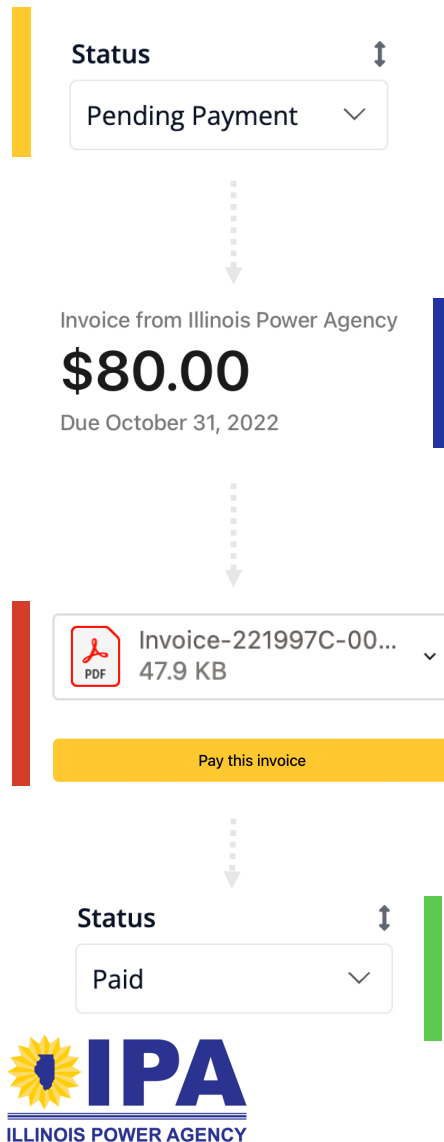 Status
Pending Payment
Invoice from Illinois Power Agency
$80.00
Due October 31, 2022
Invoice-221997C-00...
47.9 KB
PDF
Pay this invoice
Status
Paid
IPA
ILLINOIS POWER AGENCY